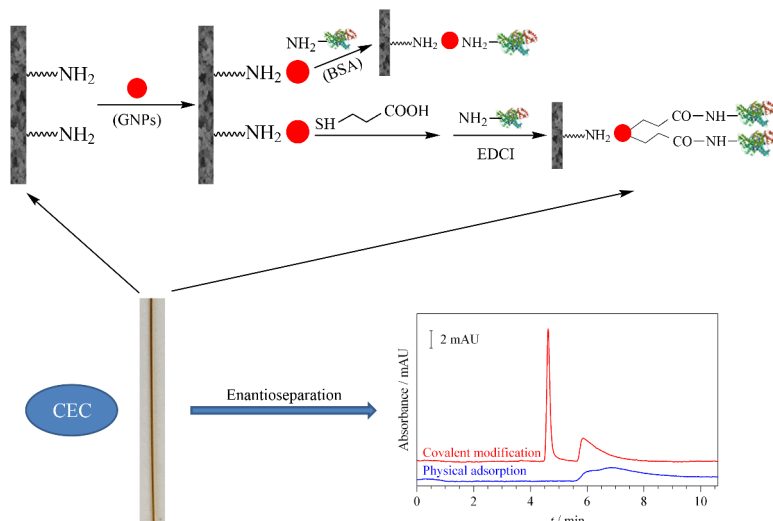 NH2
NH2
(GNPs)
NH2
NH2
NH2
(BSA)
NH2 NH2
SH COOH
NH2
EDCI
NH2
CO NH
CO NH
CEC
Enantioseparation
2 mAU
Absorbance / mAU
Covalent modification
Physical adsorption
0 2 4 6 8 10
t / min